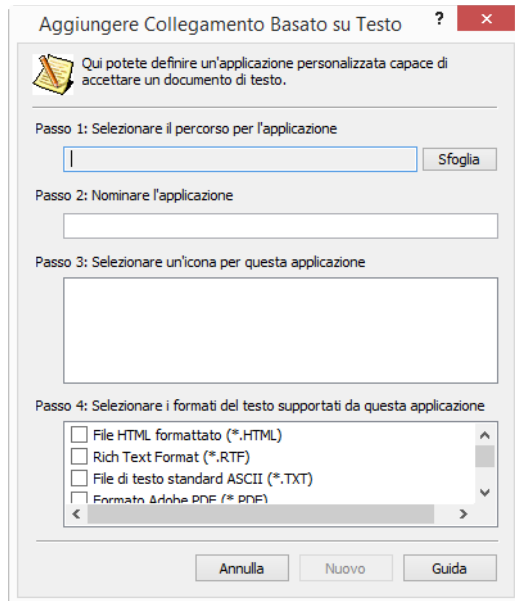 Aggiungere Collegamento Basato su Testo ? ×
Qui potete definire un'applicazione personalizzata capace di
accettare un documento di testo.
Passo 1: Selezionare il percorso per l'applicazione
Sfoglia
Passo 2: Nominare l'applicazione
Passo 3: Selezionare un'icona per questa applicazione
Passo 4: Selezionare i formati del testo supportati da questa applicazione
File HTML formattato (*.HTML)
Rich Text Format (*.RTF)
File di testo standard ASCII (*.TXT)
Formato Adobe PDF (*.PDF)
Annulla Nuovo Guida